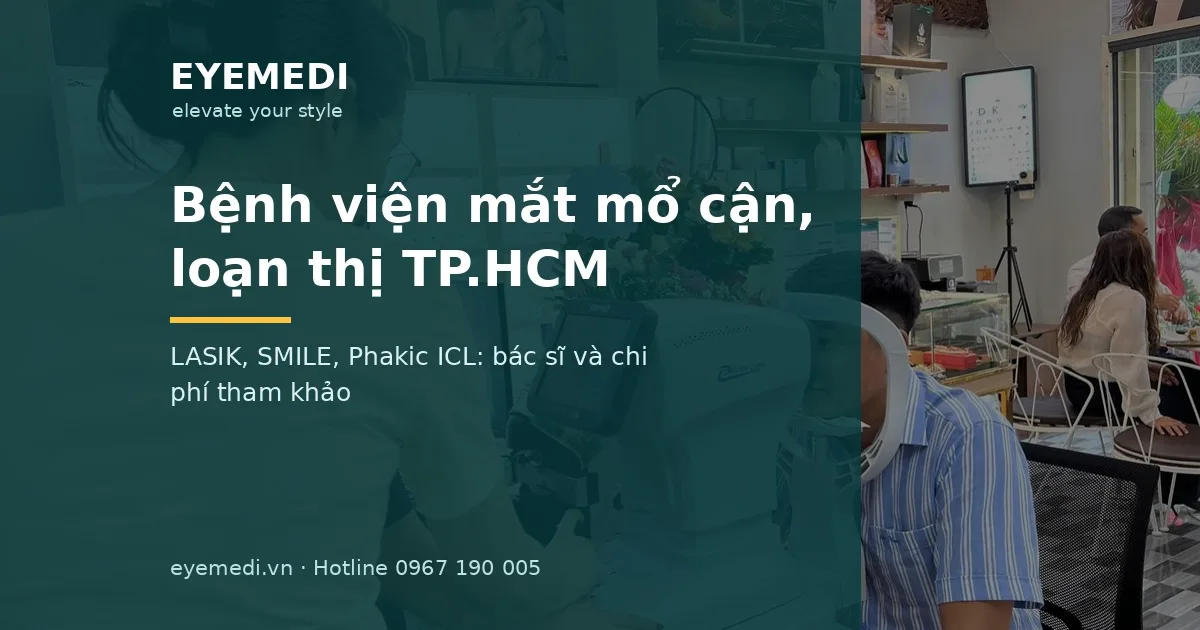 EYEMEDI
elevate your style
Bệnh viện mắt mổ cận,
loạn thị TP.HCM
LASIK, SMILE, Phakic ICL: bác sĩ và chi
phí tham khảo
eyemedi.vn · Hotline 0967 190 005
D K